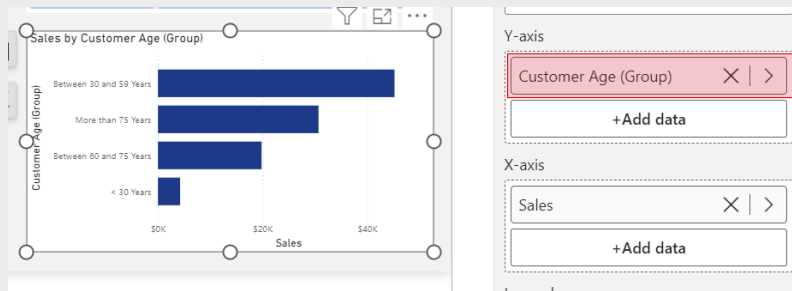 Sales by Customer Age (Group)
Customer Age (Group)
Between 30 and 59 Years
More than 75 Years
Between 60 and 75 Years
< 30 Years
$0K $20K $40K
Sales
Y-axis
Customer Age (Group)
+Add data
X-axis
Sales
+Add data